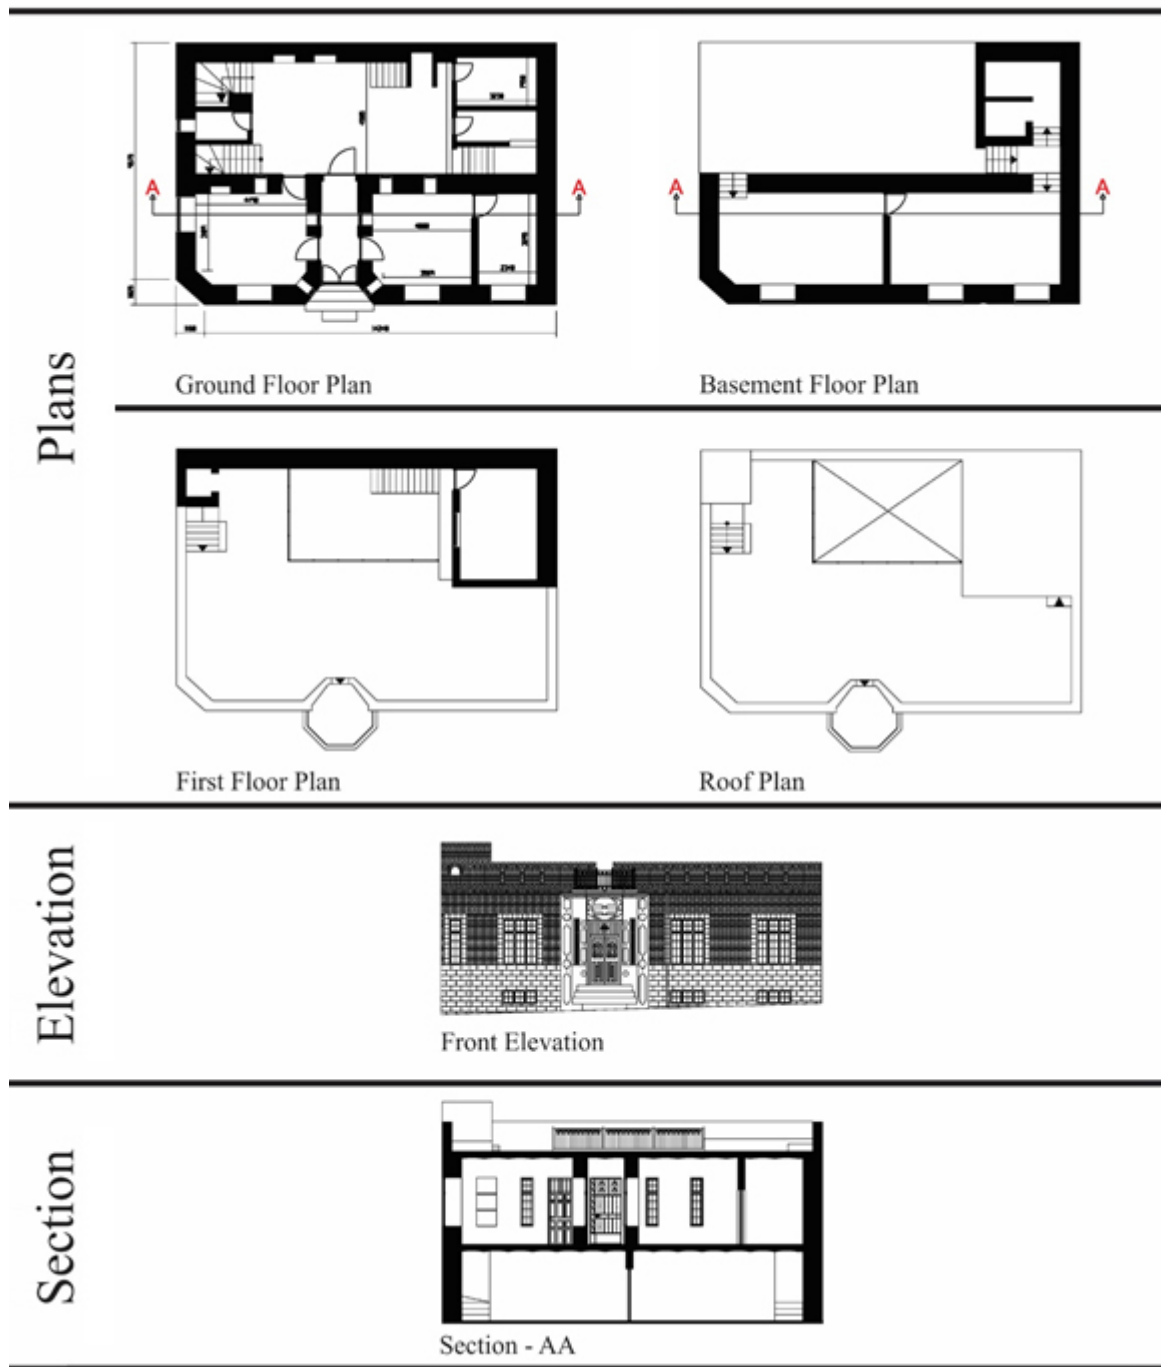 Plans
A
A
A
A
Ground Floor Plan
Basement Floor Plan
First Floor Plan
Roof Plan
Elevation
Front Elevation
Section
Section - AA